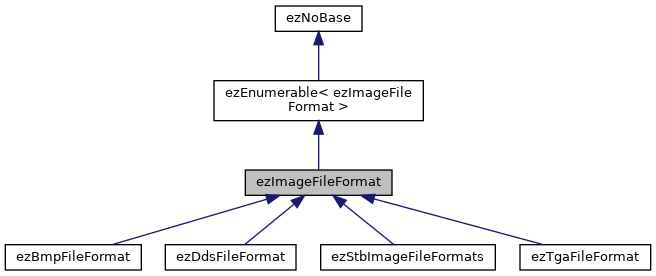 ezNoBase
ezEnumerable< ezImageFile
Format >
ezImageFileFormat
ezBmpFileFormat
ezDdsFileFormat
ezStbImageFileFormats
ezTgaFileFormat